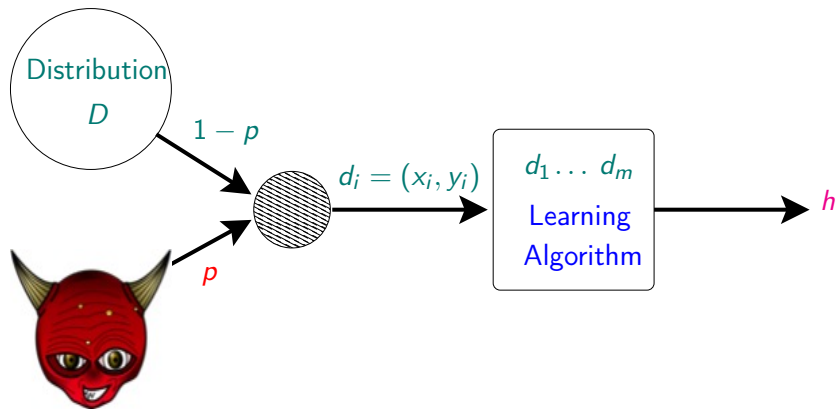 Distribution
D
1 − p
p
d_i = (x_i, y_i)
d_1 … d_m
Learning
Algorithm
h